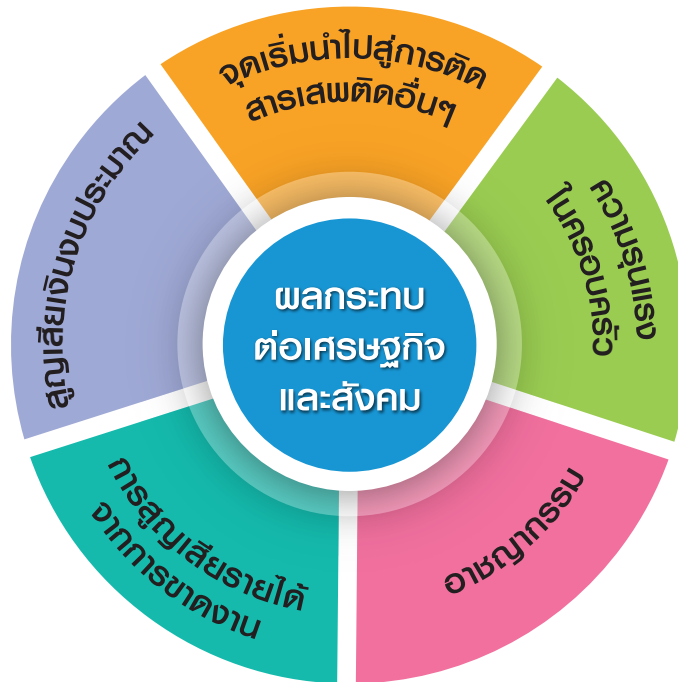 ผลกระทบ
ต่อเศรษฐกิจ
และสังคม
จุดเริ่มนำไปสู่การติด
สารเสพติดอื่นๆ
ความรุนแรง
ในครอบครัว
อาชญากรรม
การสูญเสียรายได้
จากการขาดงาน
สูญเสียเงินงบประมาณ